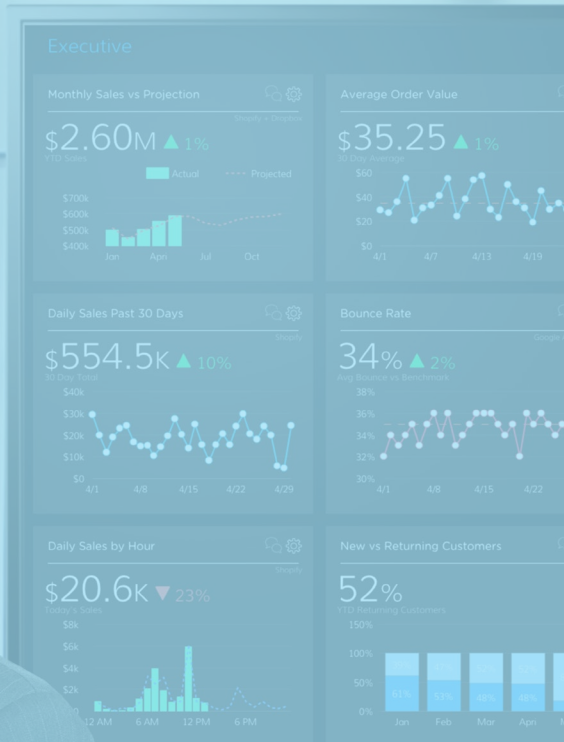 Executive
Monthly Sales vs Projection
Shopify + Dropbox
$2.60M ▲ 1%
YTD Sales
Actual
Projected
$700k
$600k
$500k
$400k
Jan Apr Jul Oct
Average Order Value
$35.25 ▲ 1%
30 Day Average
$60
$40
$20
$0
4/1 4/7 4/13 4/19
Daily Sales Past 30 Days
Shopify
$554.5K ▲ 10%
30 Day Total
$40k
$30k
$20k
$10k
$0
4/1 4/8 4/15 4/22 4/29
Bounce Rate
Google
34% ▲ 2%
Avg Bounce vs Benchmark
38%
36%
34%
32%
30%
4/1 4/8 4/15 4/22
Daily Sales by Hour
Shopify
$20.6K ▼ 23%
Today's Sales
$8k
$6k
$4k
$2k
12 AM 6 AM 12 PM 6 PM
New vs Returning Customers
52%
YTD Returning Customers
150%
100%
50%
0%
61% 53% 48% 48%
Jan Feb Mar Apr